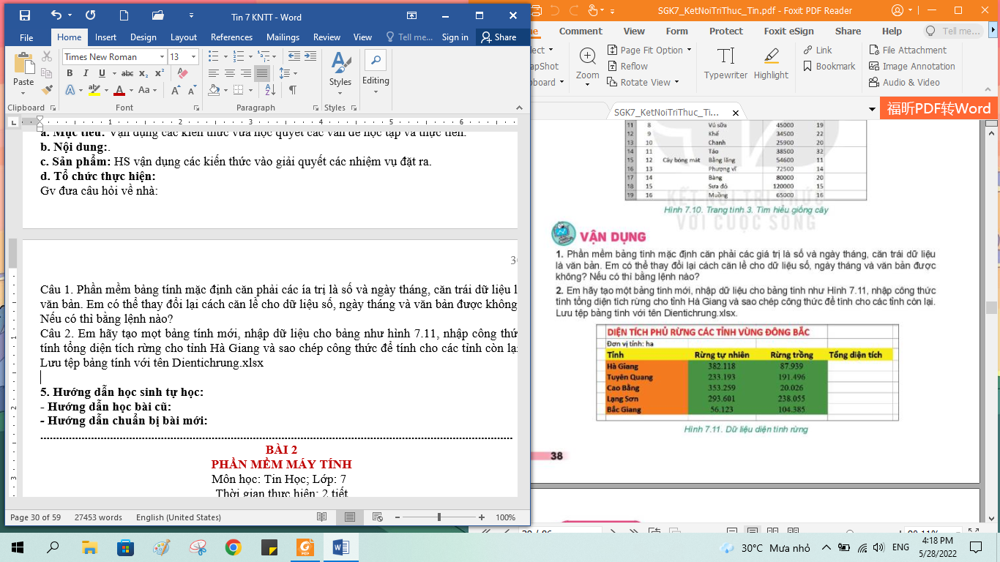 Tin 7 KNTT - Word
File Home Insert Design Layout References Mailings Review View Tell me... Sign in Share
Times New Roman 13
Paste B I U abc x₂ x² Styles Editing
Aa
Clipboard Font Paragraph Styles
1 2 3 4 5 6
a. Mục tiêu: Vận dụng các kiến thức vừa học quyết các vấn đề học tập và thực tiễn.
b. Nội dung:.
c. Sản phẩm: HS vận dụng các kiến thức vào giải quyết các nhiệm vụ đặt ra.
d. Tổ chức thực hiện:
Gv đưa câu hỏi về nhà:
Câu 1. Phần mềm bảng tính mặc định căn phải các ía trị là số và ngày tháng, căn trái dữ liệu l
văn bản. Em có thể thay đổi lại cách căn lề cho dữ liệu số, ngày tháng và văn bản được không
Nếu có thì bằng lệnh nào?
Câu 2. Em hãy tạo một bảng tính mới, nhập dữ liệu cho bảng như hình 7.11, nhập công thức
tính tổng diện tích rừng cho tỉnh Hà Giang và sao chép công thức để tính cho các tỉnh còn lại
Lưu tệp bảng tính với tên Dientichrung.xlsx
5. Hướng dẫn học sinh tự học:
- Hướng dẫn học bài cũ:
- Hướng dẫn chuẩn bị bài mới:
BÀI 2
PHẦN MỀM MÁY TÍNH
Môn học: Tin Học; Lớp: 7
Thời gian thực hiện: 2 tiết
Page 30 of 59 27453 words English (United States) 100%
SGK7_KetNoiTriThuc_Tin.pdf - Foxit PDF Reader
Comment View Form Protect Foxit eSign Share Help Tell me...
Zoom Page Fit Option Reflow Rotate View Typewriter Highlight Link Bookmark File Attachment Image Annotation Audio & Video
SGK7_KetNoiTriThuc_Ti...
福昕PDF转Word
11 8 Vú sữa 45000 19
12 9 Khế 34500 22
13 10 Chanh 25900 20
14 11 Táo 38500 32
15 12 Cây bóng mát Bằng lăng 54600 11
16 13 Phượng vĩ 72500 14
17 14 Bàng 80000 20
18 15 Sưa đỏ 120000 15
19 16 Muồng 65000 16
KẾT NỐI TRI THỨC
VỚI CUỘC SỐNG
Hình 7.10. Trang tính 3. Tìm hiểu giống cây
VẬN DỤNG
1. Phần mềm bảng tính mặc định căn phải các giá trị là số và ngày tháng, căn trái dữ liệu
là văn bản. Em có thể thay đổi lại cách căn lề cho dữ liệu số, ngày tháng và văn bản được
không? Nếu có thì bằng lệnh nào?
2. Em hãy tạo một bảng tính mới, nhập dữ liệu cho bảng tính như Hình 7.11, nhập công thức
tính tổng diện tích rừng cho tỉnh Hà Giang và sao chép công thức để tính cho các tỉnh còn lại.
Lưu tệp bảng tính với tên Dientichrung.xlsx.
DIỆN TÍCH PHỦ RỪNG CÁC TỈNH VÙNG ĐÔNG BẮC
Đơn vị tính: ha
Tỉnh Rừng tự nhiên Rừng trồng Tổng diện tích
Hà Giang 382.118 87.939
Tuyên Quang 233.193 191.496
Cao Bằng 353.259 20.026
Lạng Sơn 293.601 238.055
Bắc Giang 56.123 104.385
Hình 7.11. Dữ liệu diện tính rừng
38
30°C Mưa nhỏ ENG 4:18 PM
5/28/2022